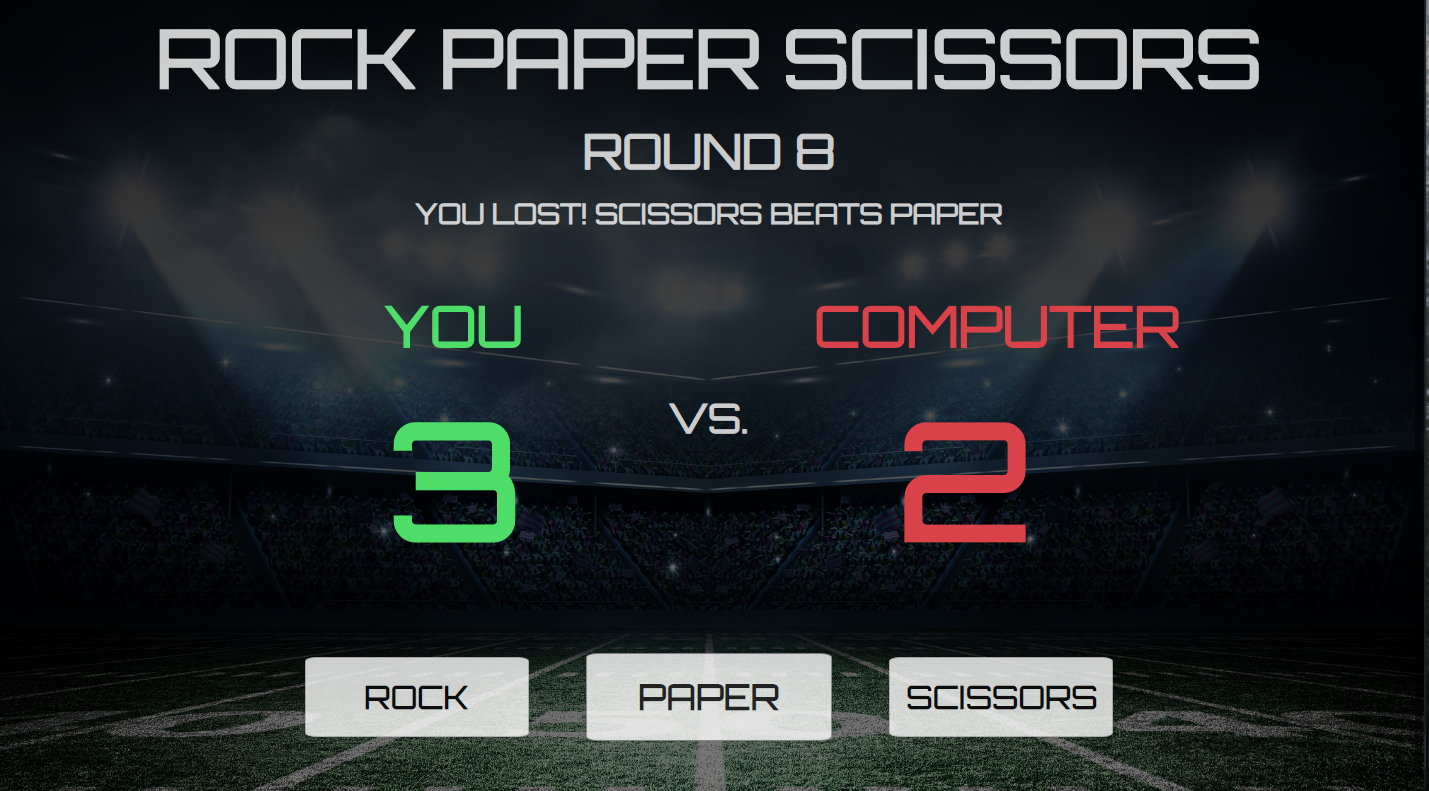 ROCK PAPER SCISSORS
ROUND 8
YOU LOST! SCISSORS BEATS PAPER
YOU
COMPUTER
VS.
3
2
ROCK
PAPER
SCISSORS